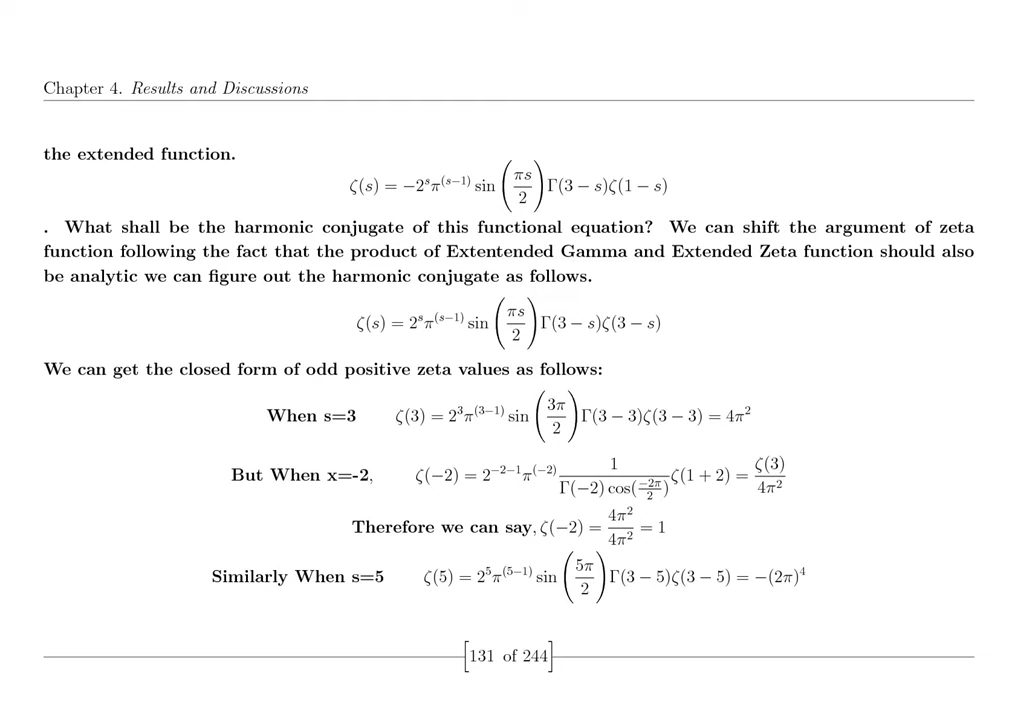 Chapter 4. Results and Discussions
the extended function.
ζ(s) = −2^s π^(s−1) sin(πs/2) Γ(3 − s)ζ(1 − s)
. What shall be the harmonic conjugate of this functional equation? We can shift the argument of zeta
function following the fact that the product of Extentended Gamma and Extended Zeta function should also
be analytic we can figure out the harmonic conjugate as follows.
ζ(s) = 2^s π^(s−1) sin(πs/2) Γ(3 − s)ζ(3 − s)
We can get the closed form of odd positive zeta values as follows:
When s=3 ζ(3) = 2^3 π^(3−1) sin(3π/2) Γ(3 − 3)ζ(3 − 3) = 4π^2
But When x=-2, ζ(−2) = 2^(−2−1) π^(−2) 1/(Γ(−2) cos(−2π/2)) ζ(1 + 2) = ζ(3)/4π^2
Therefore we can say, ζ(−2) = 4π^2/4π^2 = 1
Similarly When s=5 ζ(5) = 2^5 π^(5−1) sin(5π/2) Γ(3 − 5)ζ(3 − 5) = −(2π)^4
[131 of 244]